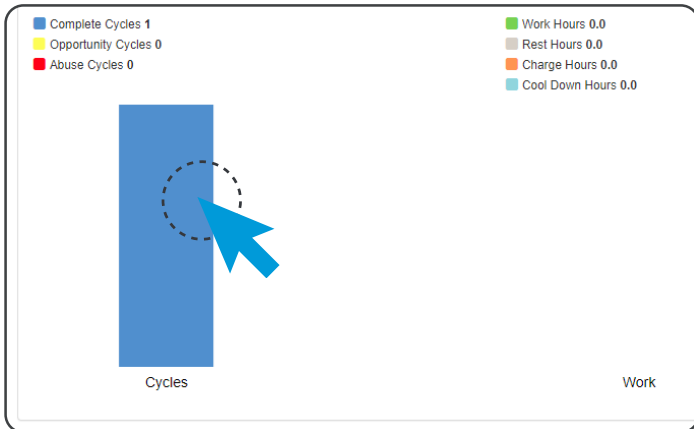 Complete Cycles 1
Opportunity Cycles 0
Abuse Cycles 0
Work Hours 0.0
Rest Hours 0.0
Charge Hours 0.0
Cool Down Hours 0.0
Cycles
Work